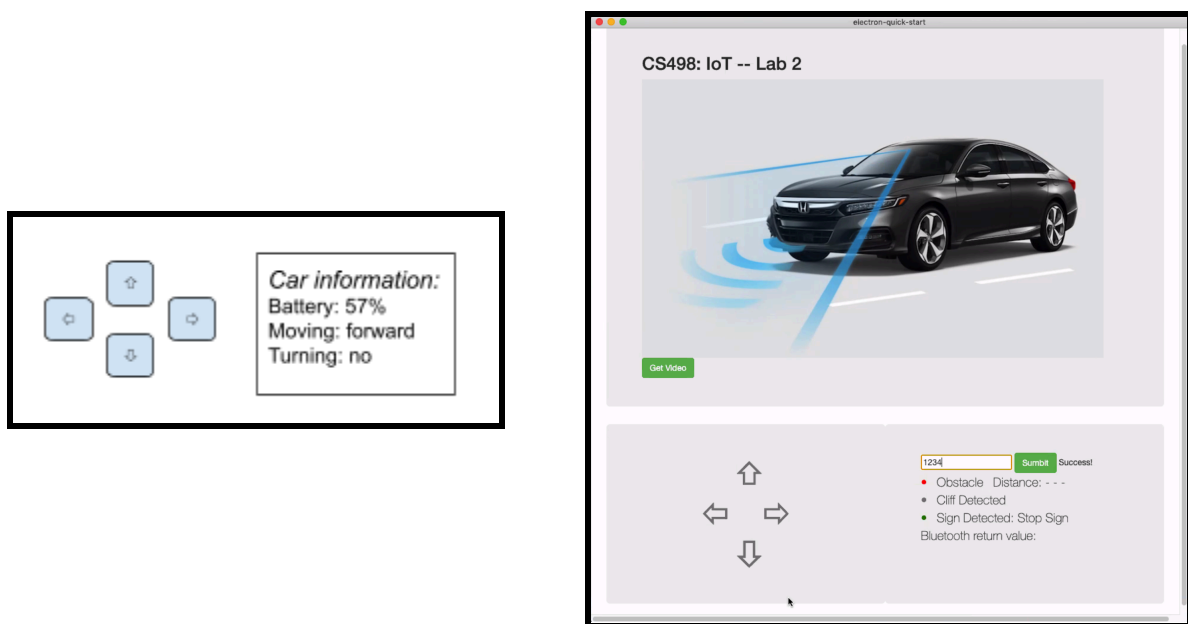 Car information:
Battery: 57%
Moving: forward
Turning: no
electron-quick-start
CS498: IoT -- Lab 2
Get Video
1234 Sumbit Success!
Obstacle Distance: - - -
Cliff Detected
Sign Detected: Stop Sign
Bluetooth return value: